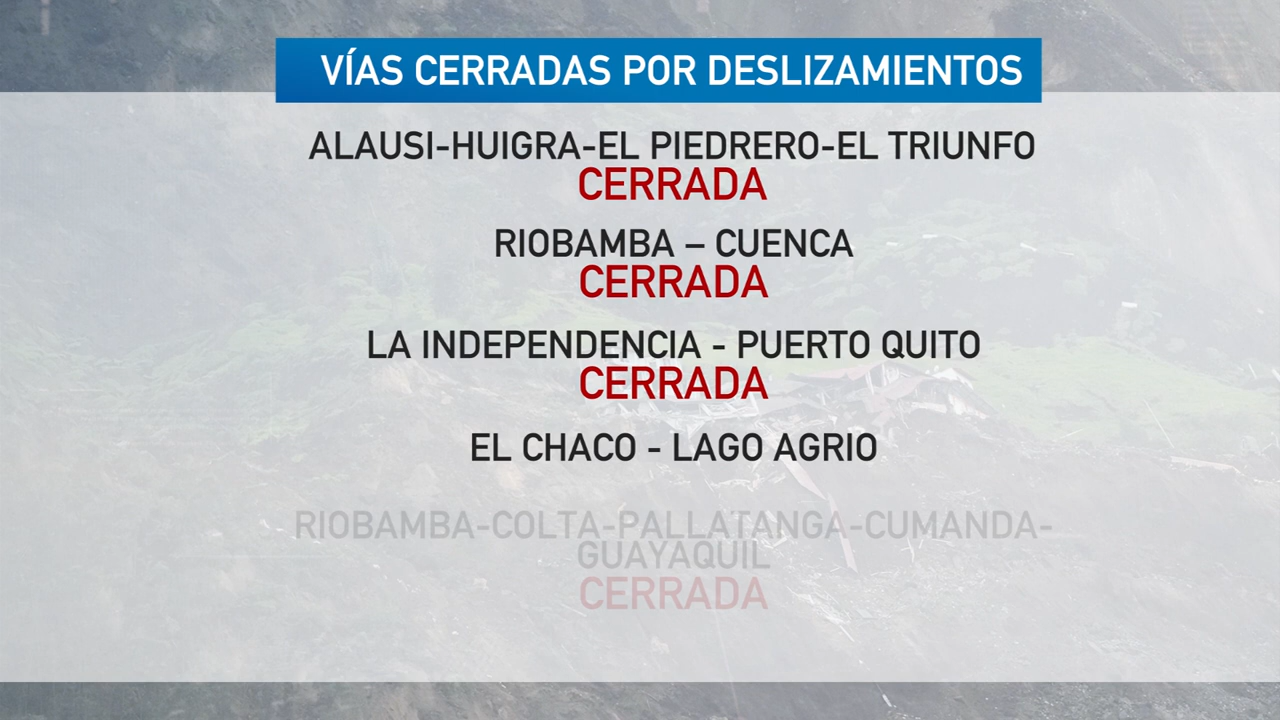 VÍAS CERRADAS POR DESLIZAMIENTOS
ALAUSI-HUIGRA-EL PIEDRERO-EL TRIUNFO
CERRADA
RIOBAMBA – CUENCA
CERRADA
LA INDEPENDENCIA - PUERTO QUITO
CERRADA
EL CHACO - LAGO AGRIO
RIOBAMBA-COLTA-PALLATANGA-CUMANDA-
GUAYAQUIL
CERRADA